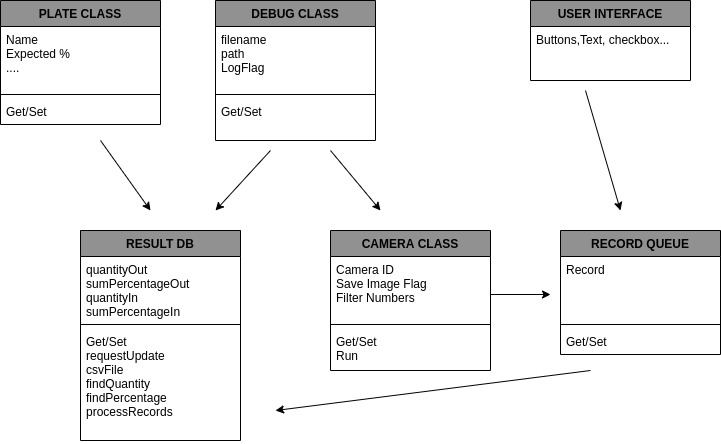 PLATE CLASS
Name
Expected %
....
Get/Set
DEBUG CLASS
filename
path
LogFlag
Get/Set
USER INTERFACE
Buttons,Text, checkbox...
RESULT DB
quantityOut
sumPercentageOut
quantityIn
sumPercentageIn
Get/Set
requestUpdate
csvFile
findQuantity
findPercentage
processRecords
CAMERA CLASS
Camera ID
Save Image Flag
Filter Numbers
Get/Set
Run
RECORD QUEUE
Record
Get/Set